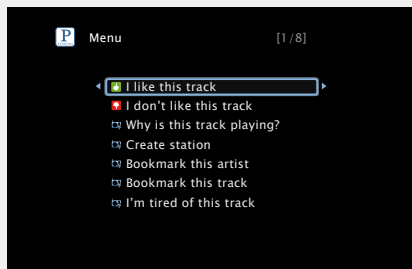 P Menu [1/8]
I like this track
I don't like this track
Why is this track playing?
Create station
Bookmark this artist
Bookmark this track
I'm tired of this track